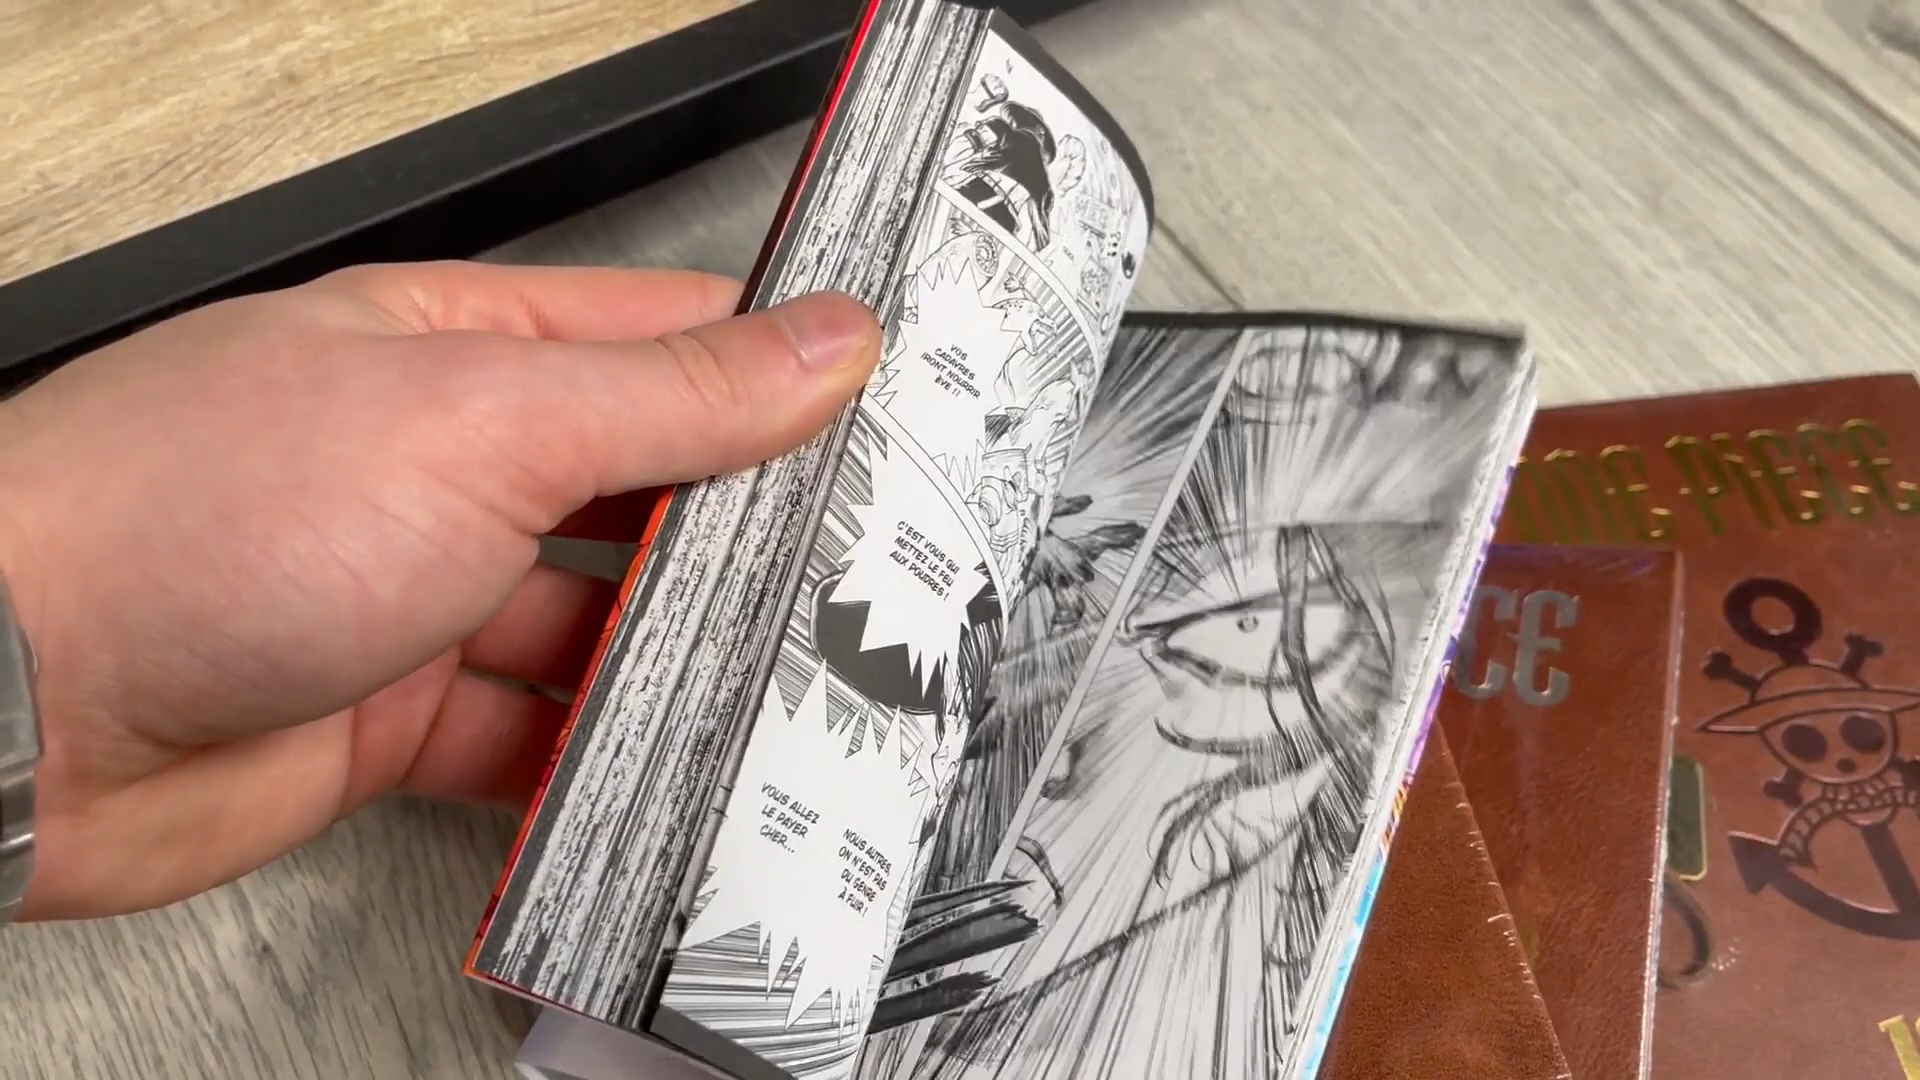 VOS
CADAVRES
IRONT NOURRIR
ÈVE !!
C'EST VOUS QUI
METTEZ LE FEU
AUX POUDRES !
VOUS ALLEZ
LE PAYER
CHER...
NOUS AUTRES,
ON N'EST PAS
DU GENRE
À FUIR !
ONE PIECE